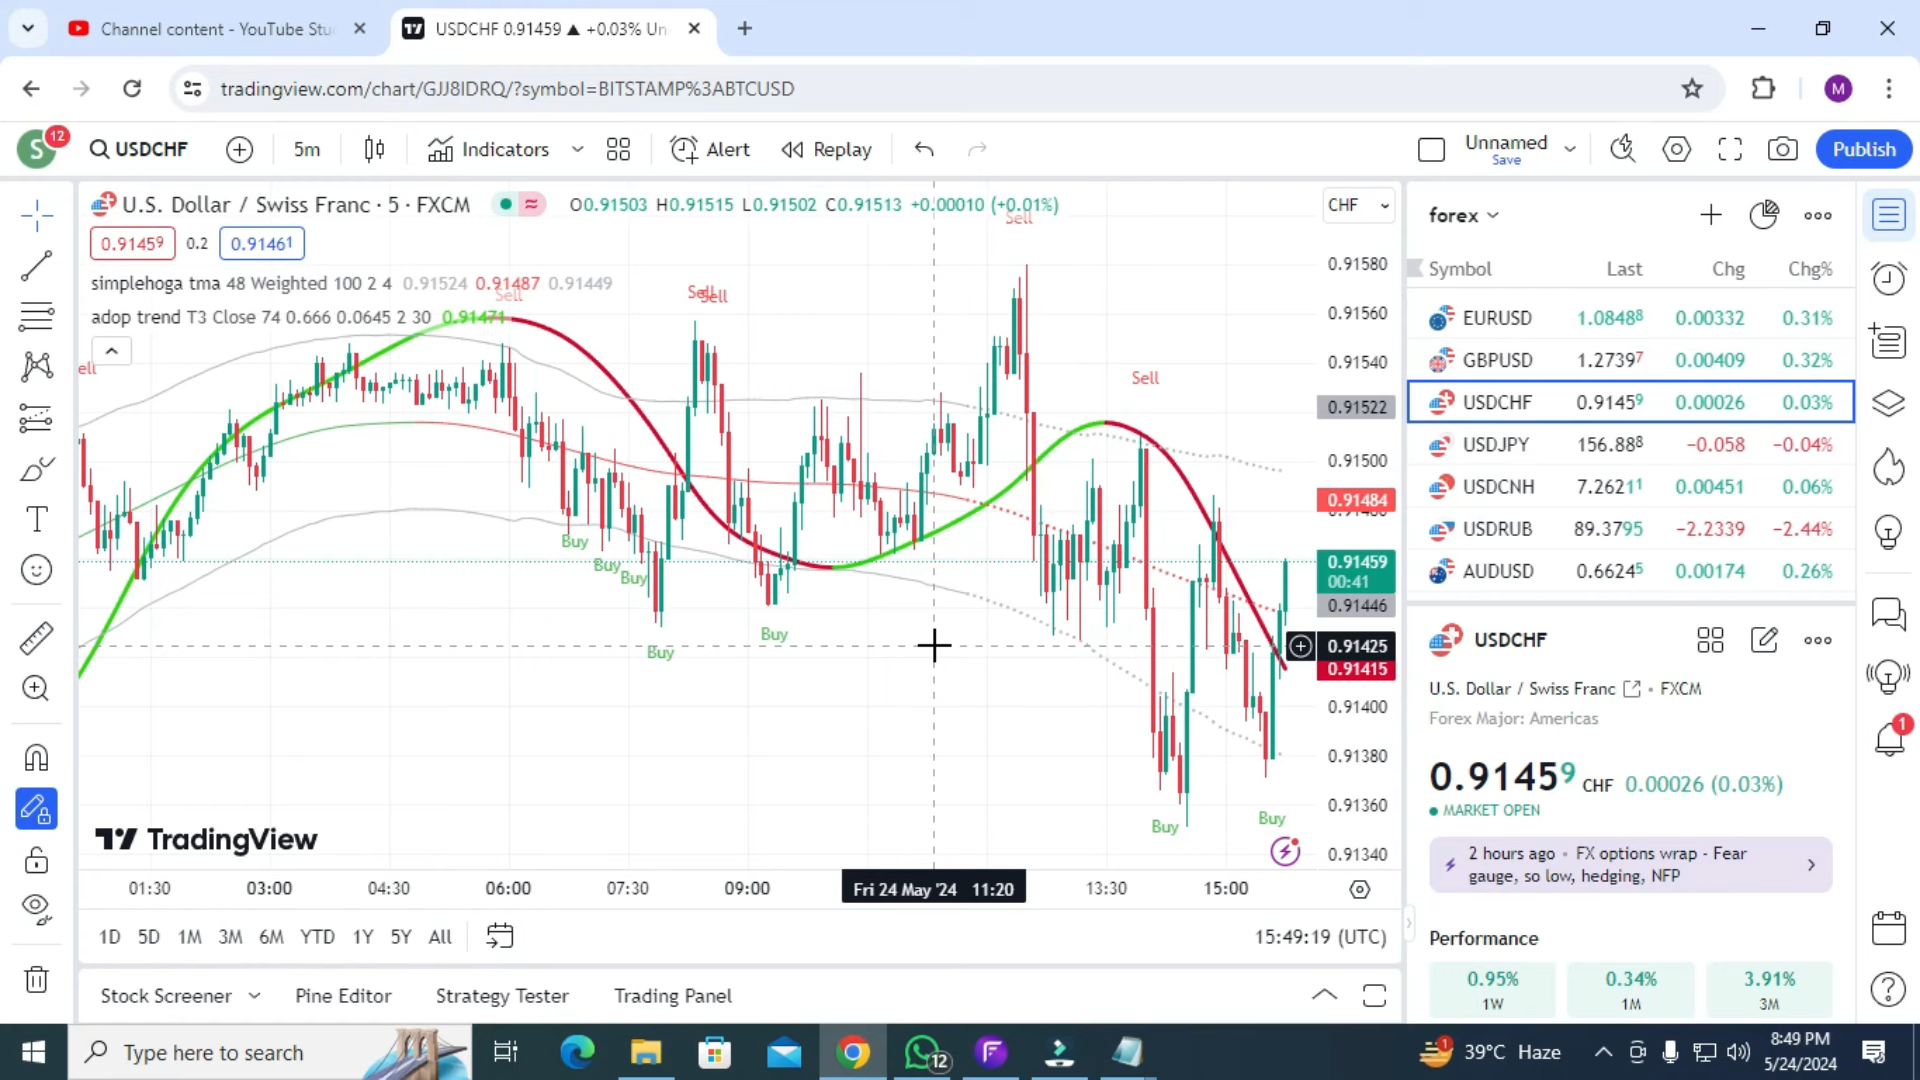 Channel content - YouTube Stu
USDCHF 0.91459 ▲ +0.03% Un
tradingview.com/chart/GJJ8IDRQ/?symbol=BITSTAMP%3ABTCUSD
M
S 12
USDCHF
5m
Indicators
Alert
Replay
Unnamed
Save
Publish
U.S. Dollar / Swiss Franc · 5 · FXCM
O0.91503 H0.91515 L0.91502 C0.91513 +0.00010 (+0.01%)
CHF
0.91459 0.2 0.91461
simplehoga tma 48 Weighted 100 2 4 0.91524 0.91487 0.91449
adop trend T3 Close 74 0.666 0.0645 2 30 0.91471
Sell
Sell
Sell
Sell
Sell
ell
Buy
Buy
Buy
Buy
Buy
Buy
Buy
0.91580
0.91560
0.91540
0.91522
0.91500
0.91484
0.91459
00:41
0.91446
0.91425
0.91415
0.91400
0.91380
0.91360
0.91340
TradingView
01:30 03:00 04:30 06:00 07:30 09:00 Fri 24 May '24 11:20 13:30 15:00
1D 5D 1M 3M 6M YTD 1Y 5Y All
15:49:19 (UTC)
Stock Screener Pine Editor Strategy Tester Trading Panel
forex
Symbol Last Chg Chg%
EURUSD 1.08488 0.00332 0.31%
GBPUSD 1.27397 0.00409 0.32%
USDCHF 0.91459 0.00026 0.03%
USDJPY 156.888 −0.058 −0.04%
USDCNH 7.26211 0.00451 0.06%
USDRUB 89.3795 −2.2339 −2.44%
AUDUSD 0.66245 0.00174 0.26%
USDCHF
U.S. Dollar / Swiss Franc • FXCM
Forex Major: Americas
0.91459 CHF 0.00026 (0.03%)
MARKET OPEN
2 hours ago • FX options wrap - Fear
gauge, so low, hedging, NFP
Performance
0.95% 0.34% 3.91%
1W 1M 3M
1
Type here to search
12
1
39°C Haze
8:49 PM
5/24/2024